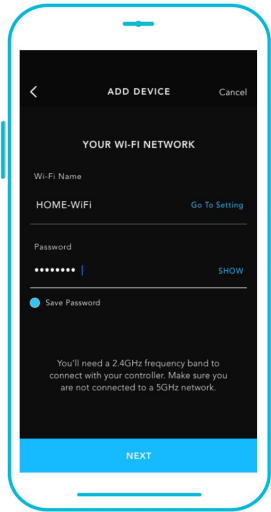 ADD DEVICE Cancel
YOUR WI-FI NETWORK
Wi-Fi Name
HOME-WiFi Go To Setting
Password
•••••••• SHOW
Save Password
You'll need a 2.4GHz frequency band to
connect with your controller. Make sure you
are not connected to a 5GHz network.
NEXT